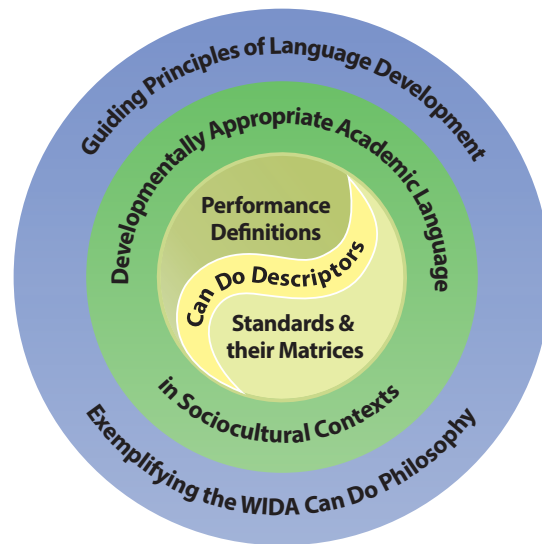 Guiding Principles of Language Development
Developmentally Appropriate Academic Language
Performance
Definitions
Can Do Descriptors
Standards &
their Matrices
in Sociocultural Contexts
Exemplifying the WIDA Can Do Philosophy